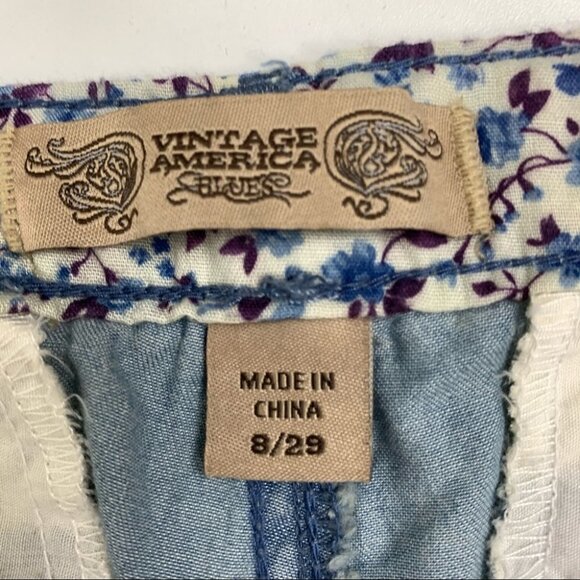 VINTAGE
AMERICA
BLUES
MADE IN
CHINA
8/29